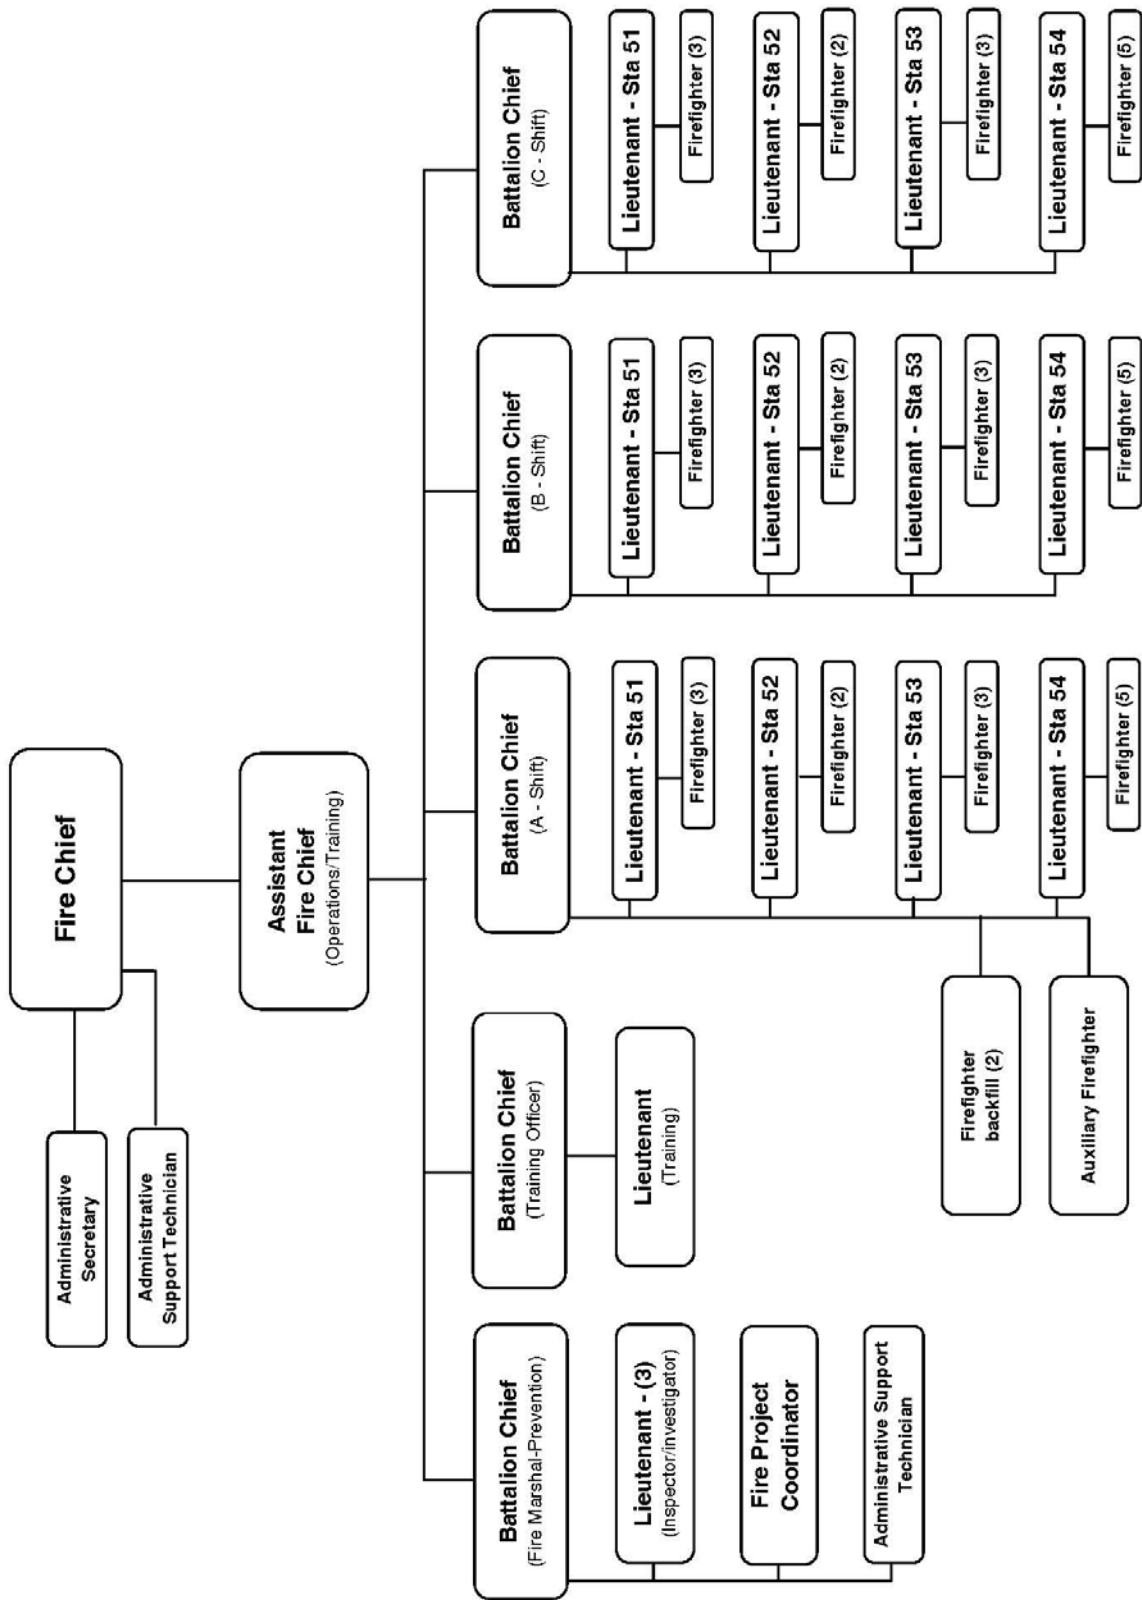 Fire Chief
Administrative
Secretary
Administrative
Support Technician
Assistant
Fire Chief
(Operations/Training)
Battalion Chief
(Fire Marshal-Prevention)
Lieutenant - (3)
(Inspector/investigator)
Fire Project
Coordinator
Administrative Support
Technician
Battalion Chief
(Training Officer)
Lieutenant
(Training)
Battalion Chief
(A - Shift)
Lieutenant - Sta 51
Firefighter (3)
Lieutenant - Sta 52
Firefighter (2)
Lieutenant - Sta 53
Firefighter (3)
Lieutenant - Sta 54
Firefighter (5)
Firefighter
backfill (2)
Auxiliary Firefighter
Battalion Chief
(B - Shift)
Lieutenant - Sta 51
Firefighter (3)
Lieutenant - Sta 52
Firefighter (2)
Lieutenant - Sta 53
Firefighter (3)
Lieutenant - Sta 54
Firefighter (5)
Battalion Chief
(C - Shift)
Lieutenant - Sta 51
Firefighter (3)
Lieutenant - Sta 52
Firefighter (2)
Lieutenant - Sta 53
Firefighter (3)
Lieutenant - Sta 54
Firefighter (5)